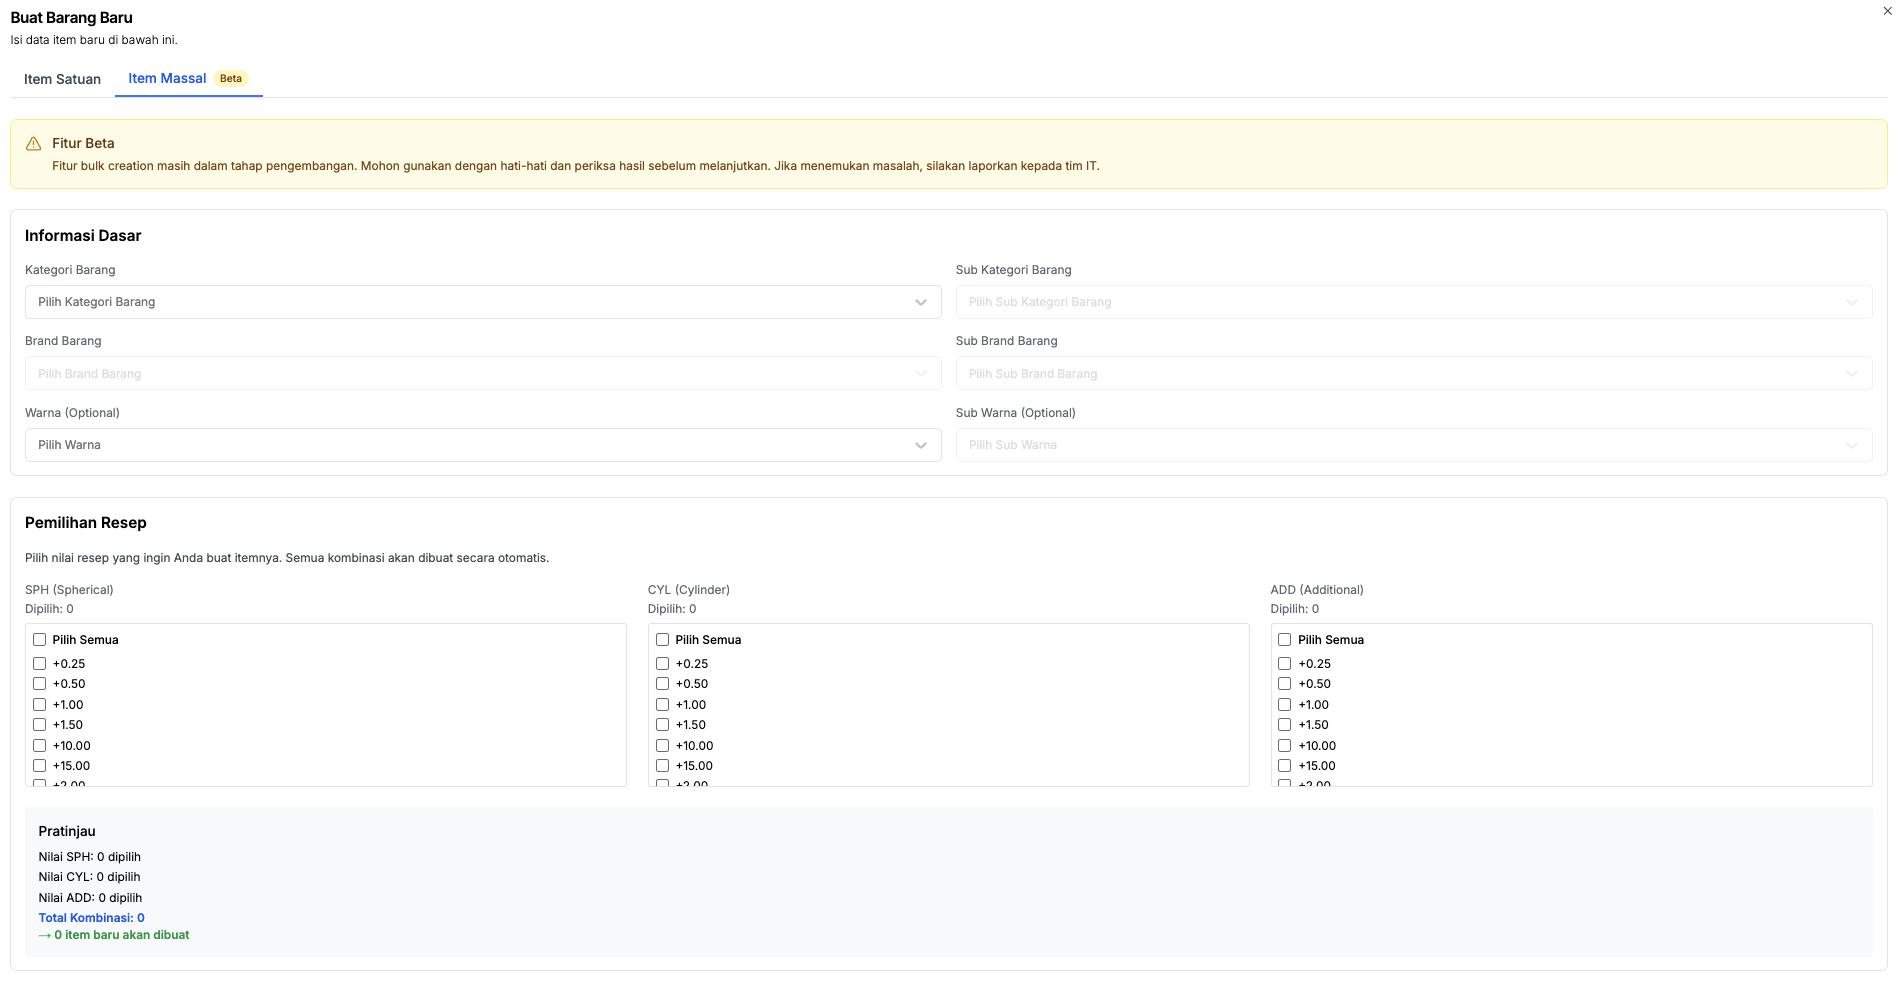 Buat Barang Baru
Isi data item baru di bawah ini.
Item Satuan
Item Massal Beta
Fitur Beta
Fitur bulk creation masih dalam tahap pengembangan. Mohon gunakan dengan hati-hati dan periksa hasil sebelum melanjutkan. Jika menemukan masalah, silakan laporkan kepada tim IT.
Informasi Dasar
Kategori Barang
Pilih Kategori Barang
Sub Kategori Barang
Pilih Sub Kategori Barang
Brand Barang
Pilih Brand Barang
Sub Brand Barang
Pilih Sub Brand Barang
Warna (Optional)
Pilih Warna
Sub Warna (Optional)
Pilih Sub Warna
Pemilihan Resep
Pilih nilai resep yang ingin Anda buat itemnya. Semua kombinasi akan dibuat secara otomatis.
SPH (Spherical)
Dipilih: 0
Pilih Semua
+0.25
+0.50
+1.00
+1.50
+10.00
+15.00
+2.00
CYL (Cylinder)
Dipilih: 0
Pilih Semua
+0.25
+0.50
+1.00
+1.50
+10.00
+15.00
+2.00
ADD (Additional)
Dipilih: 0
Pilih Semua
+0.25
+0.50
+1.00
+1.50
+10.00
+15.00
+2.00
Pratinjau
Nilai SPH: 0 dipilih
Nilai CYL: 0 dipilih
Nilai ADD: 0 dipilih
Total Kombinasi: 0
→ 0 item baru akan dibuat